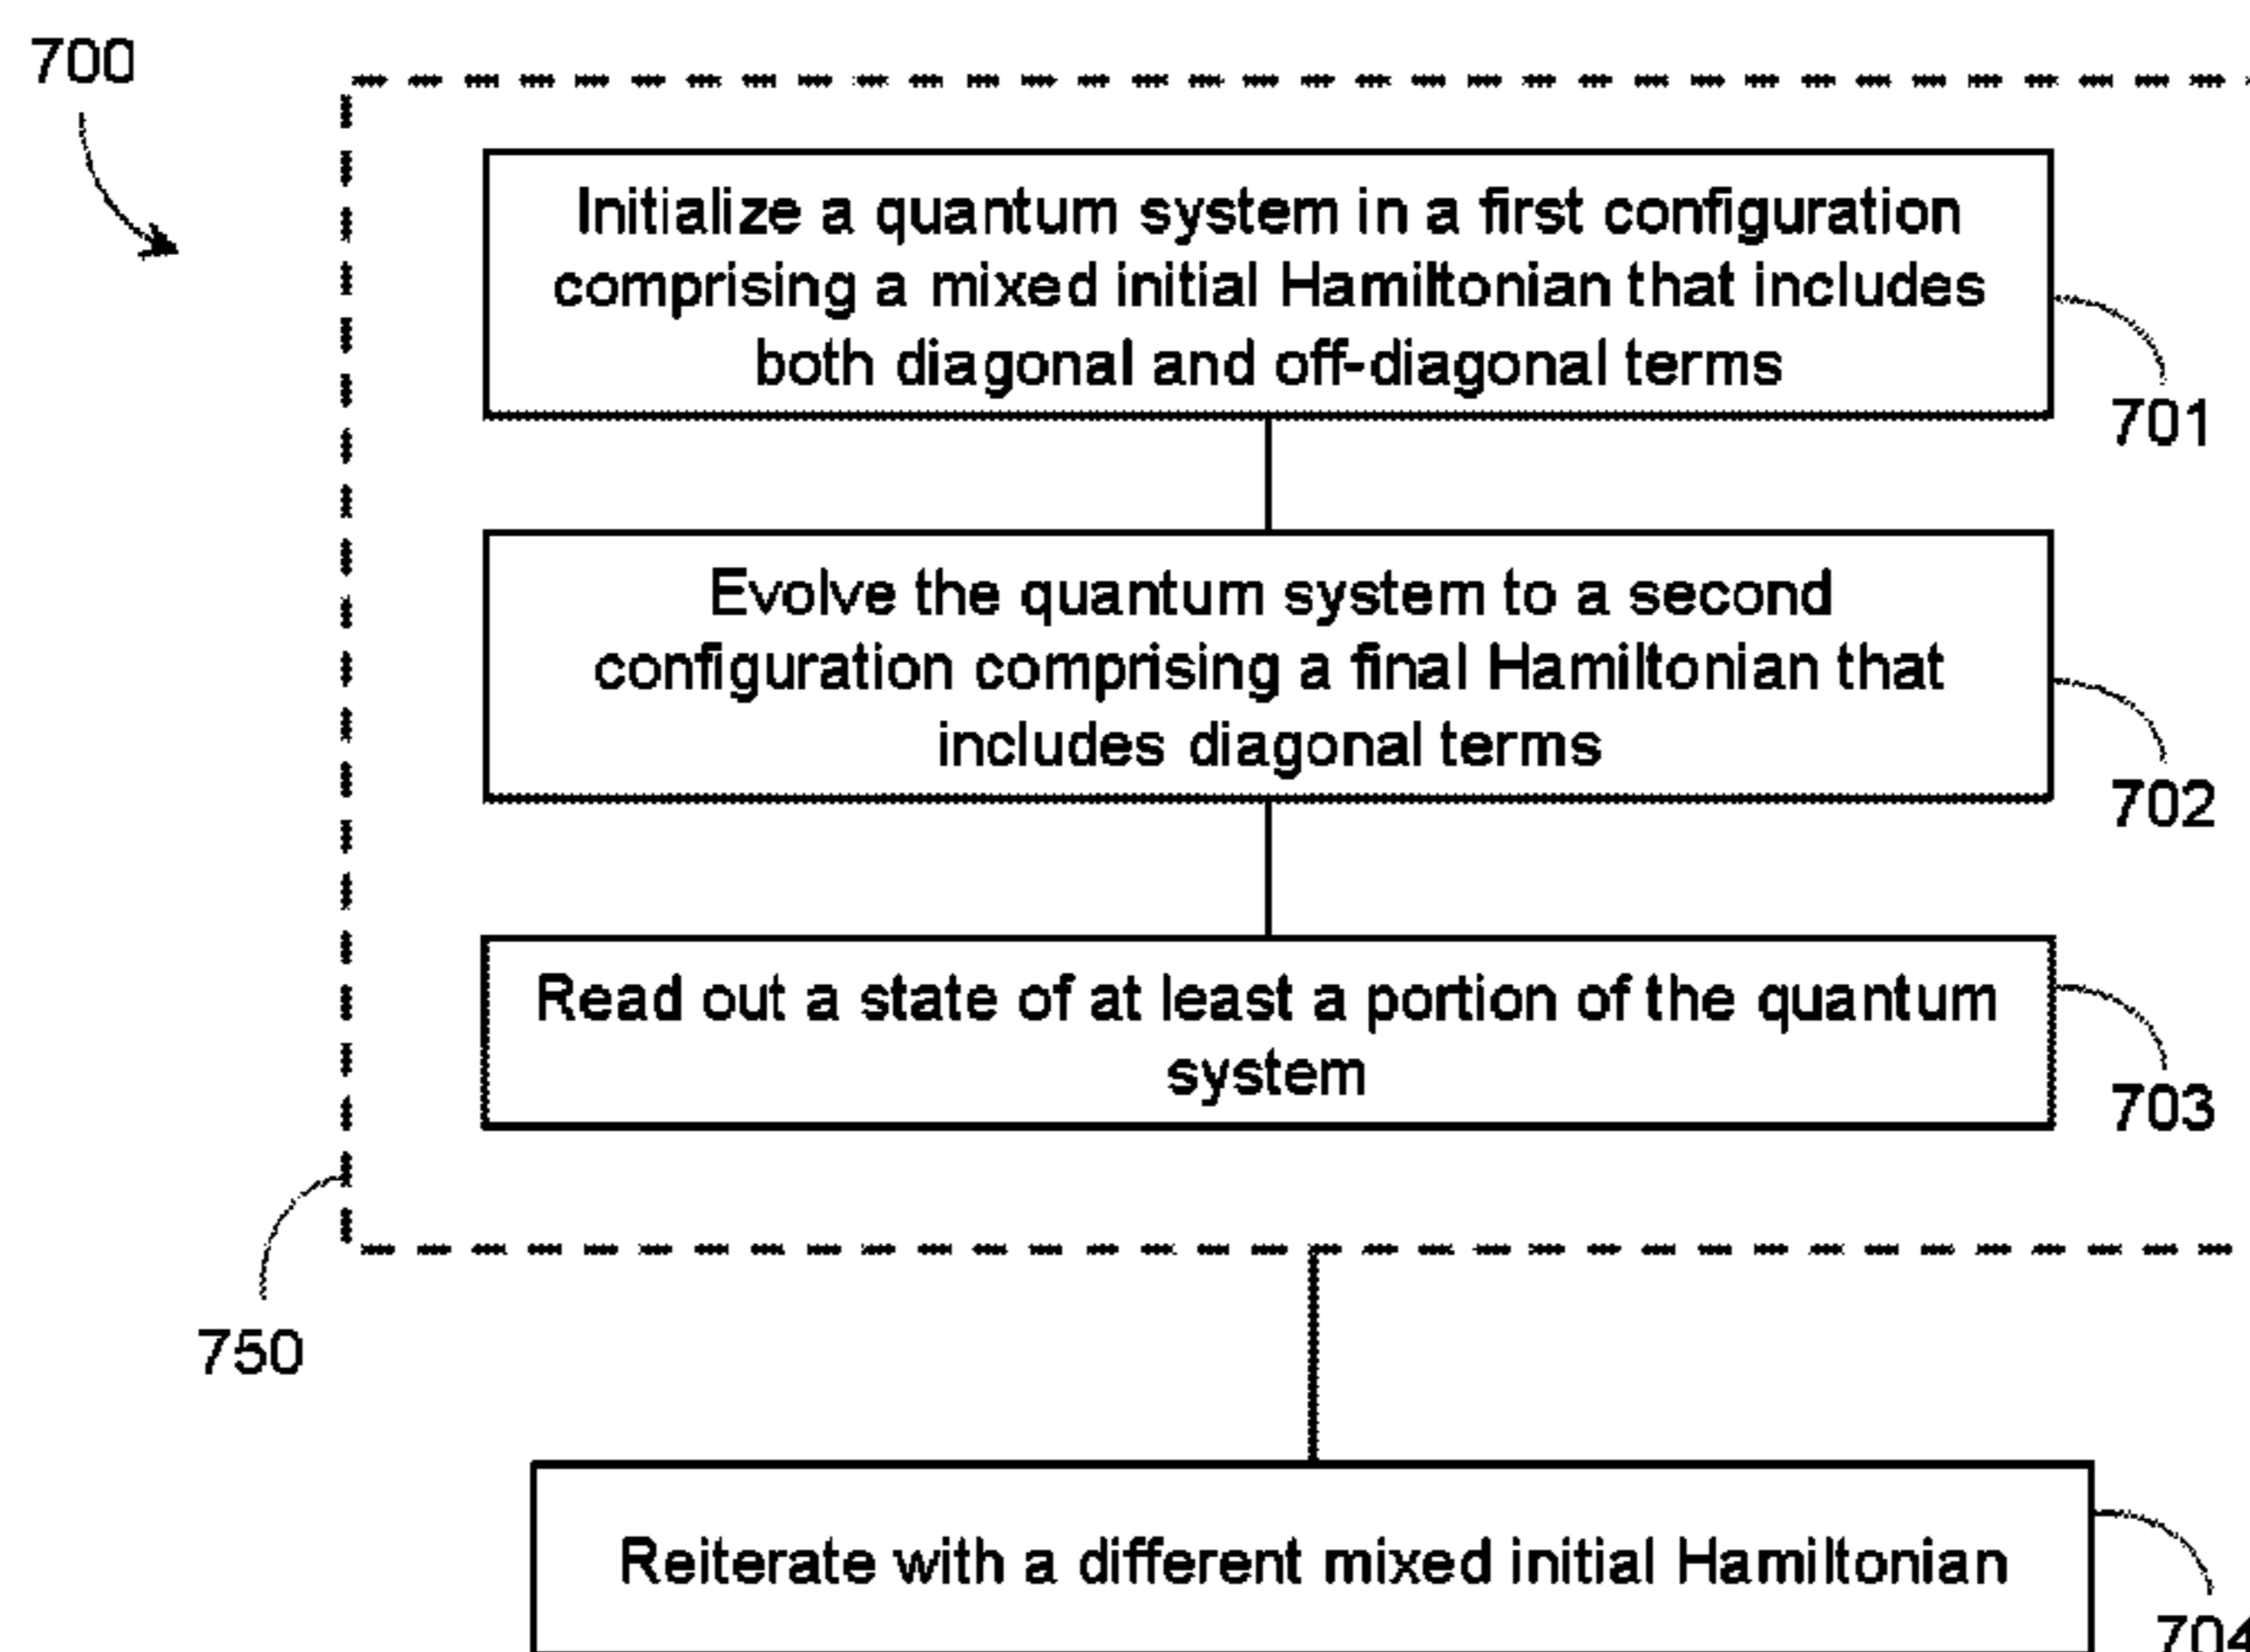 700
Initialize a quantum system in a first configuration
comprising a mixed initial Hamiltonian that includes
both diagonal and off-diagonal terms
701
Evolve the quantum system to a second
configuration comprising a final Hamiltonian that
includes diagonal terms
702
Read out a state of at least a portion of the quantum
system
703
750
Reiterate with a different mixed initial Hamiltonian
704